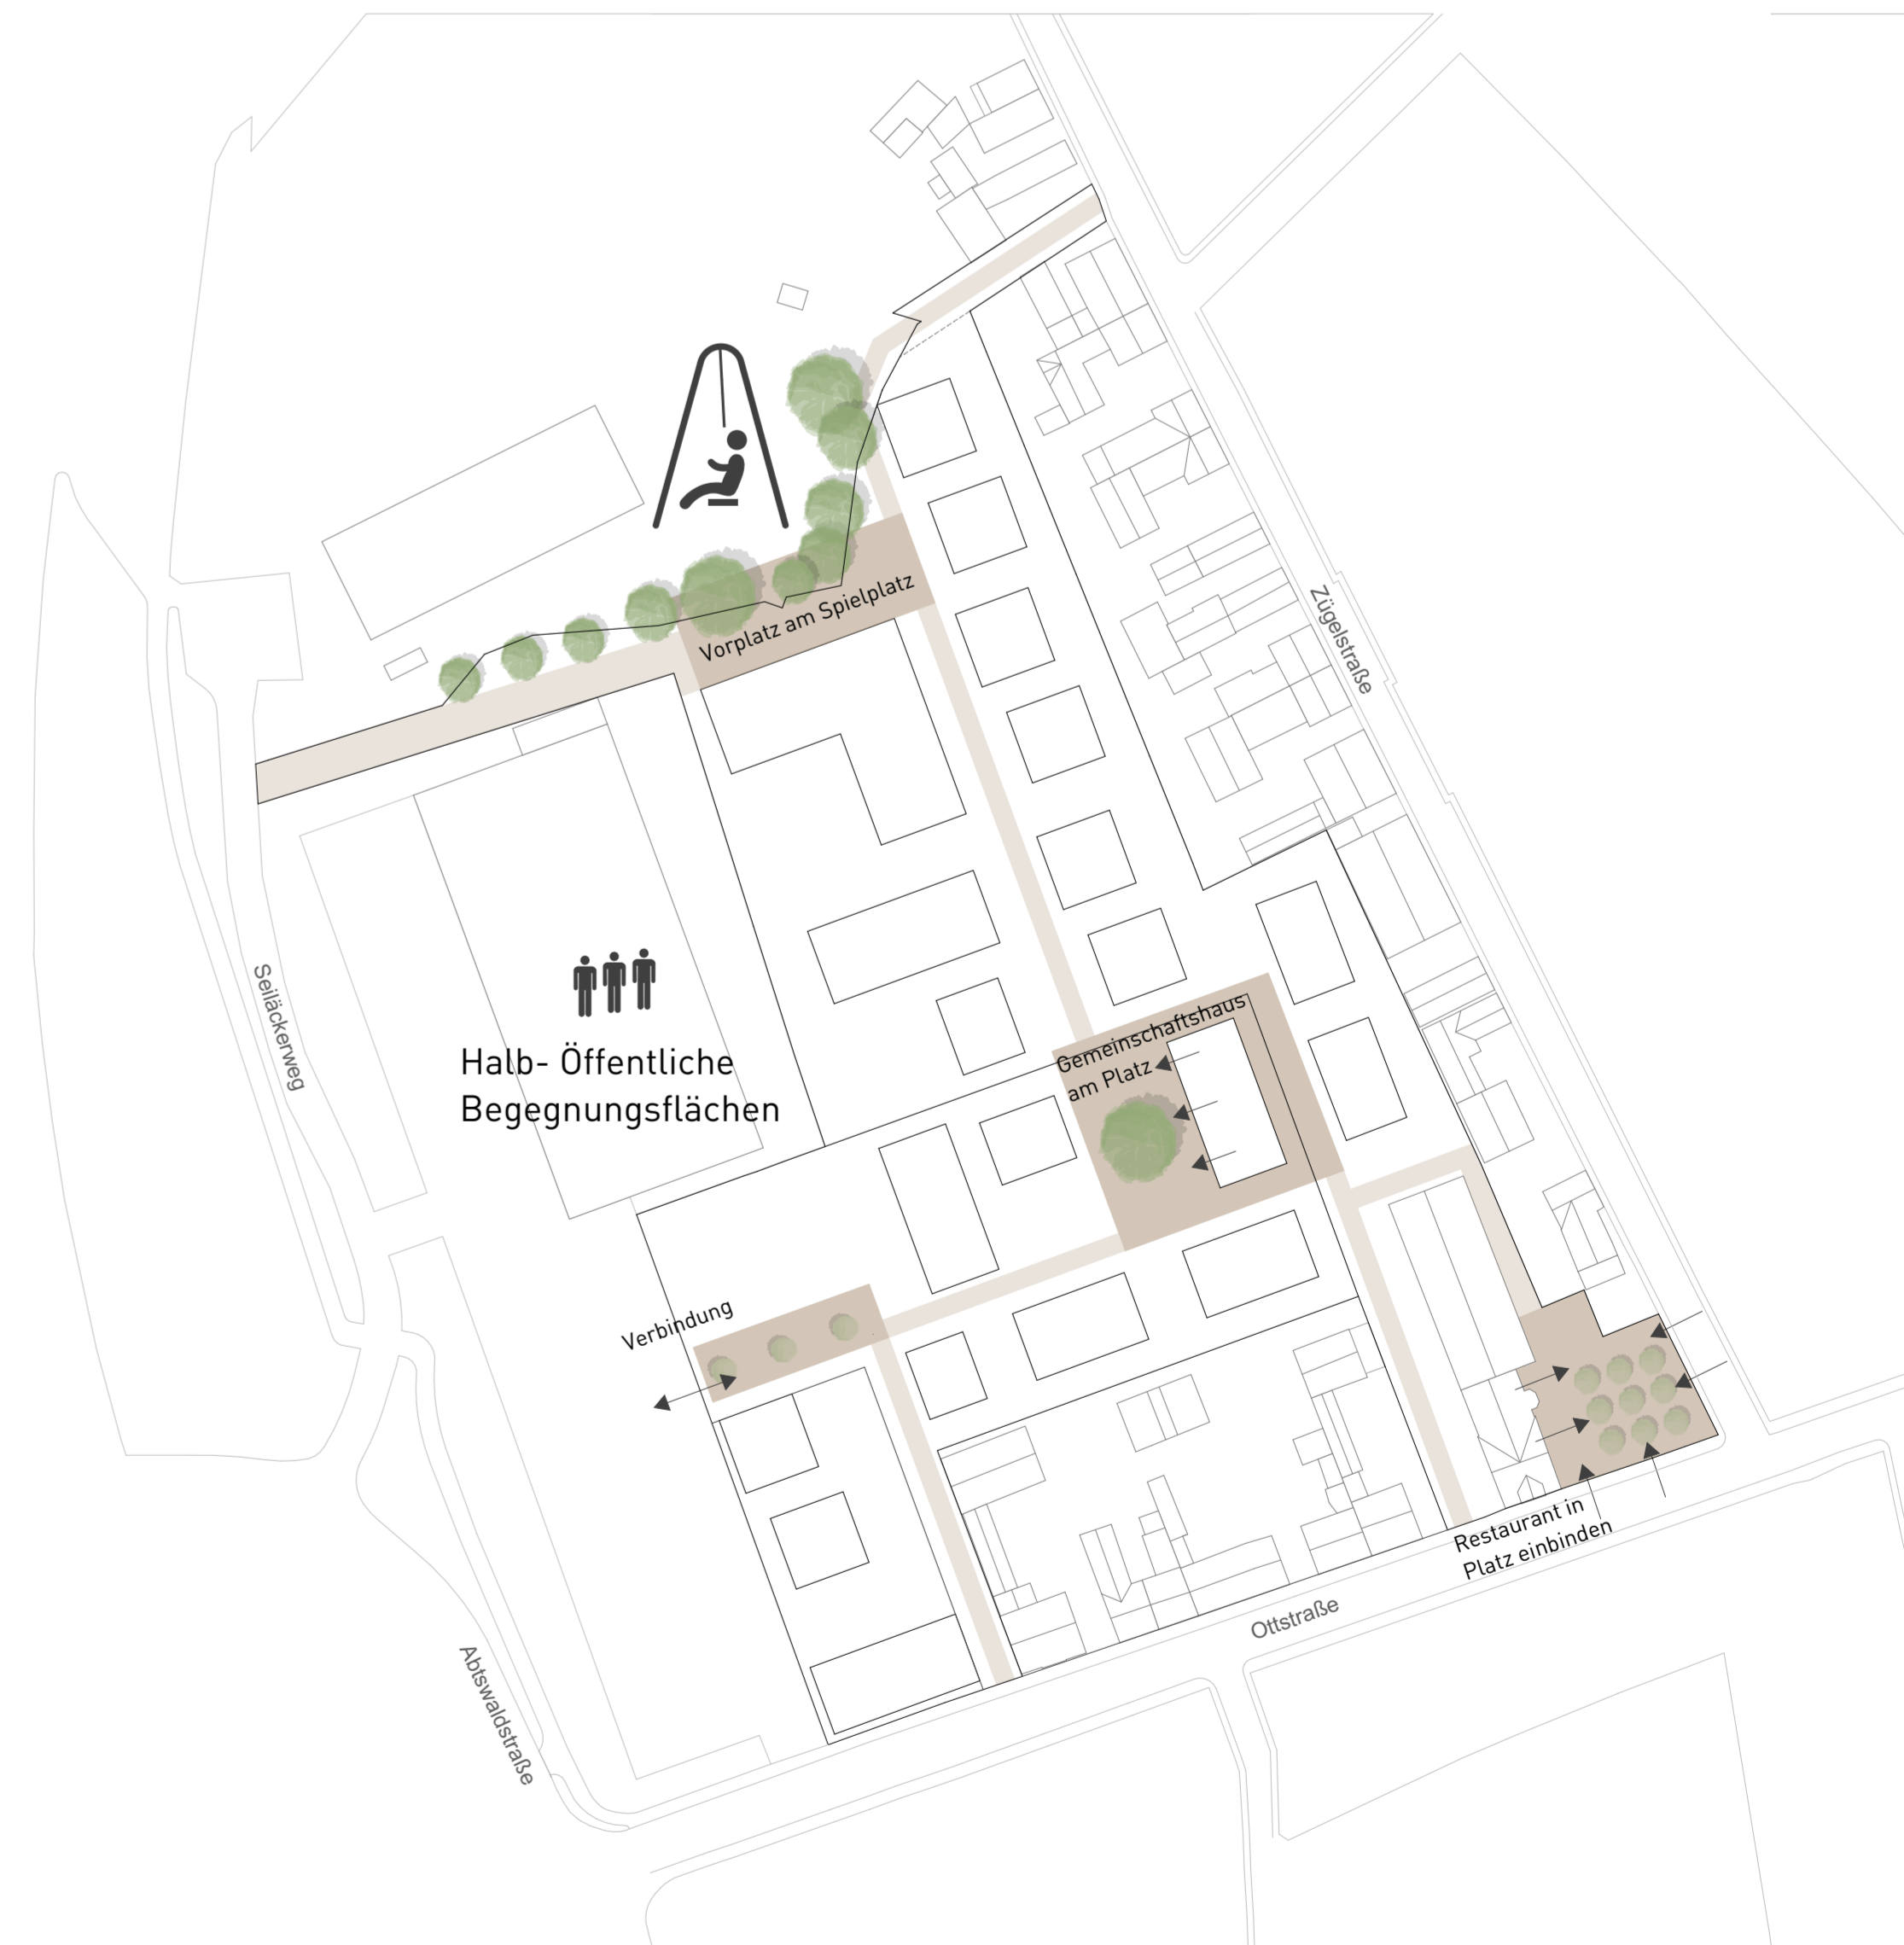 Vorplatz am Spielplatz
Zügelstraße
Seiläckerweg
Halb- Öffentliche
Begegnungsflächen
Gemeinschaftshaus
am Platz
Verbindung
Restaurant in
Platz einbinden
Ottstraße
Abtswaldstraße